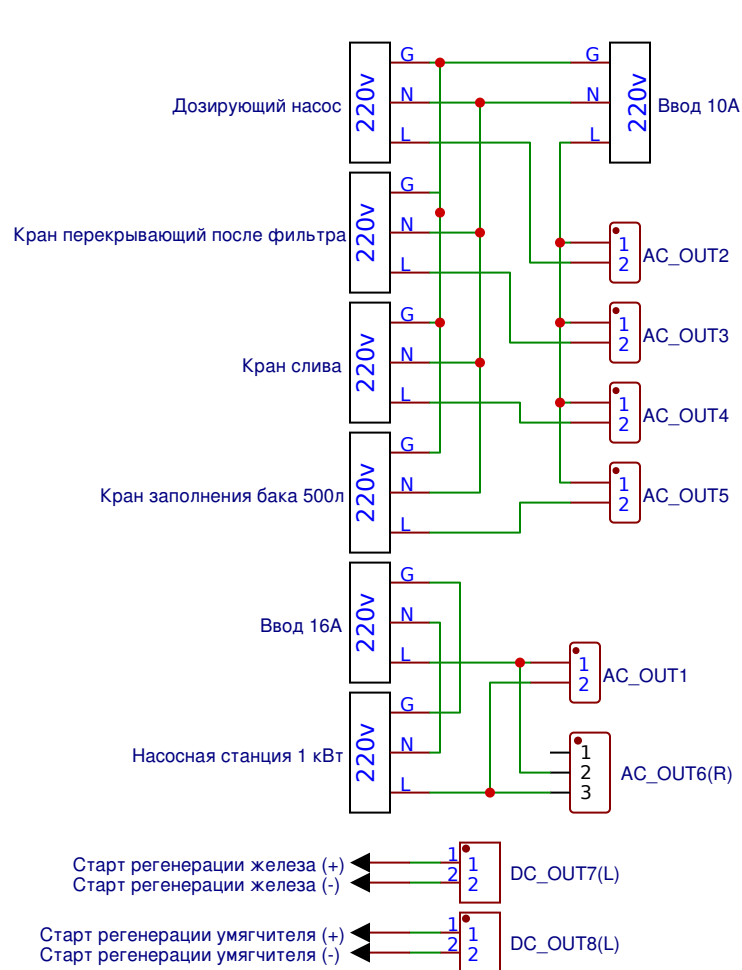 G
N
L
220v
Дозирующий насос
G
N
L
220v
Ввод 10А
G
N
L
220v
Кран перекрывающий после фильтра
1
2
AC_OUT2
G
N
L
220v
Кран слива
1
2
AC_OUT3
1
2
AC_OUT4
G
N
L
220v
Кран заполнения бака 500л
1
2
AC_OUT5
G
N
L
220v
Ввод 16А
1
2
AC_OUT1
G
N
L
220v
Насосная станция 1 кВт
1
2
3
AC_OUT6(R)
Старт регенерации железа (+)
Старт регенерации железа (-)
1
2
1
2
DC_OUT7(L)
Старт регенерации умягчителя (+)
Старт регенерации умягчителя (-)
1
2
1
2
DC_OUT8(L)